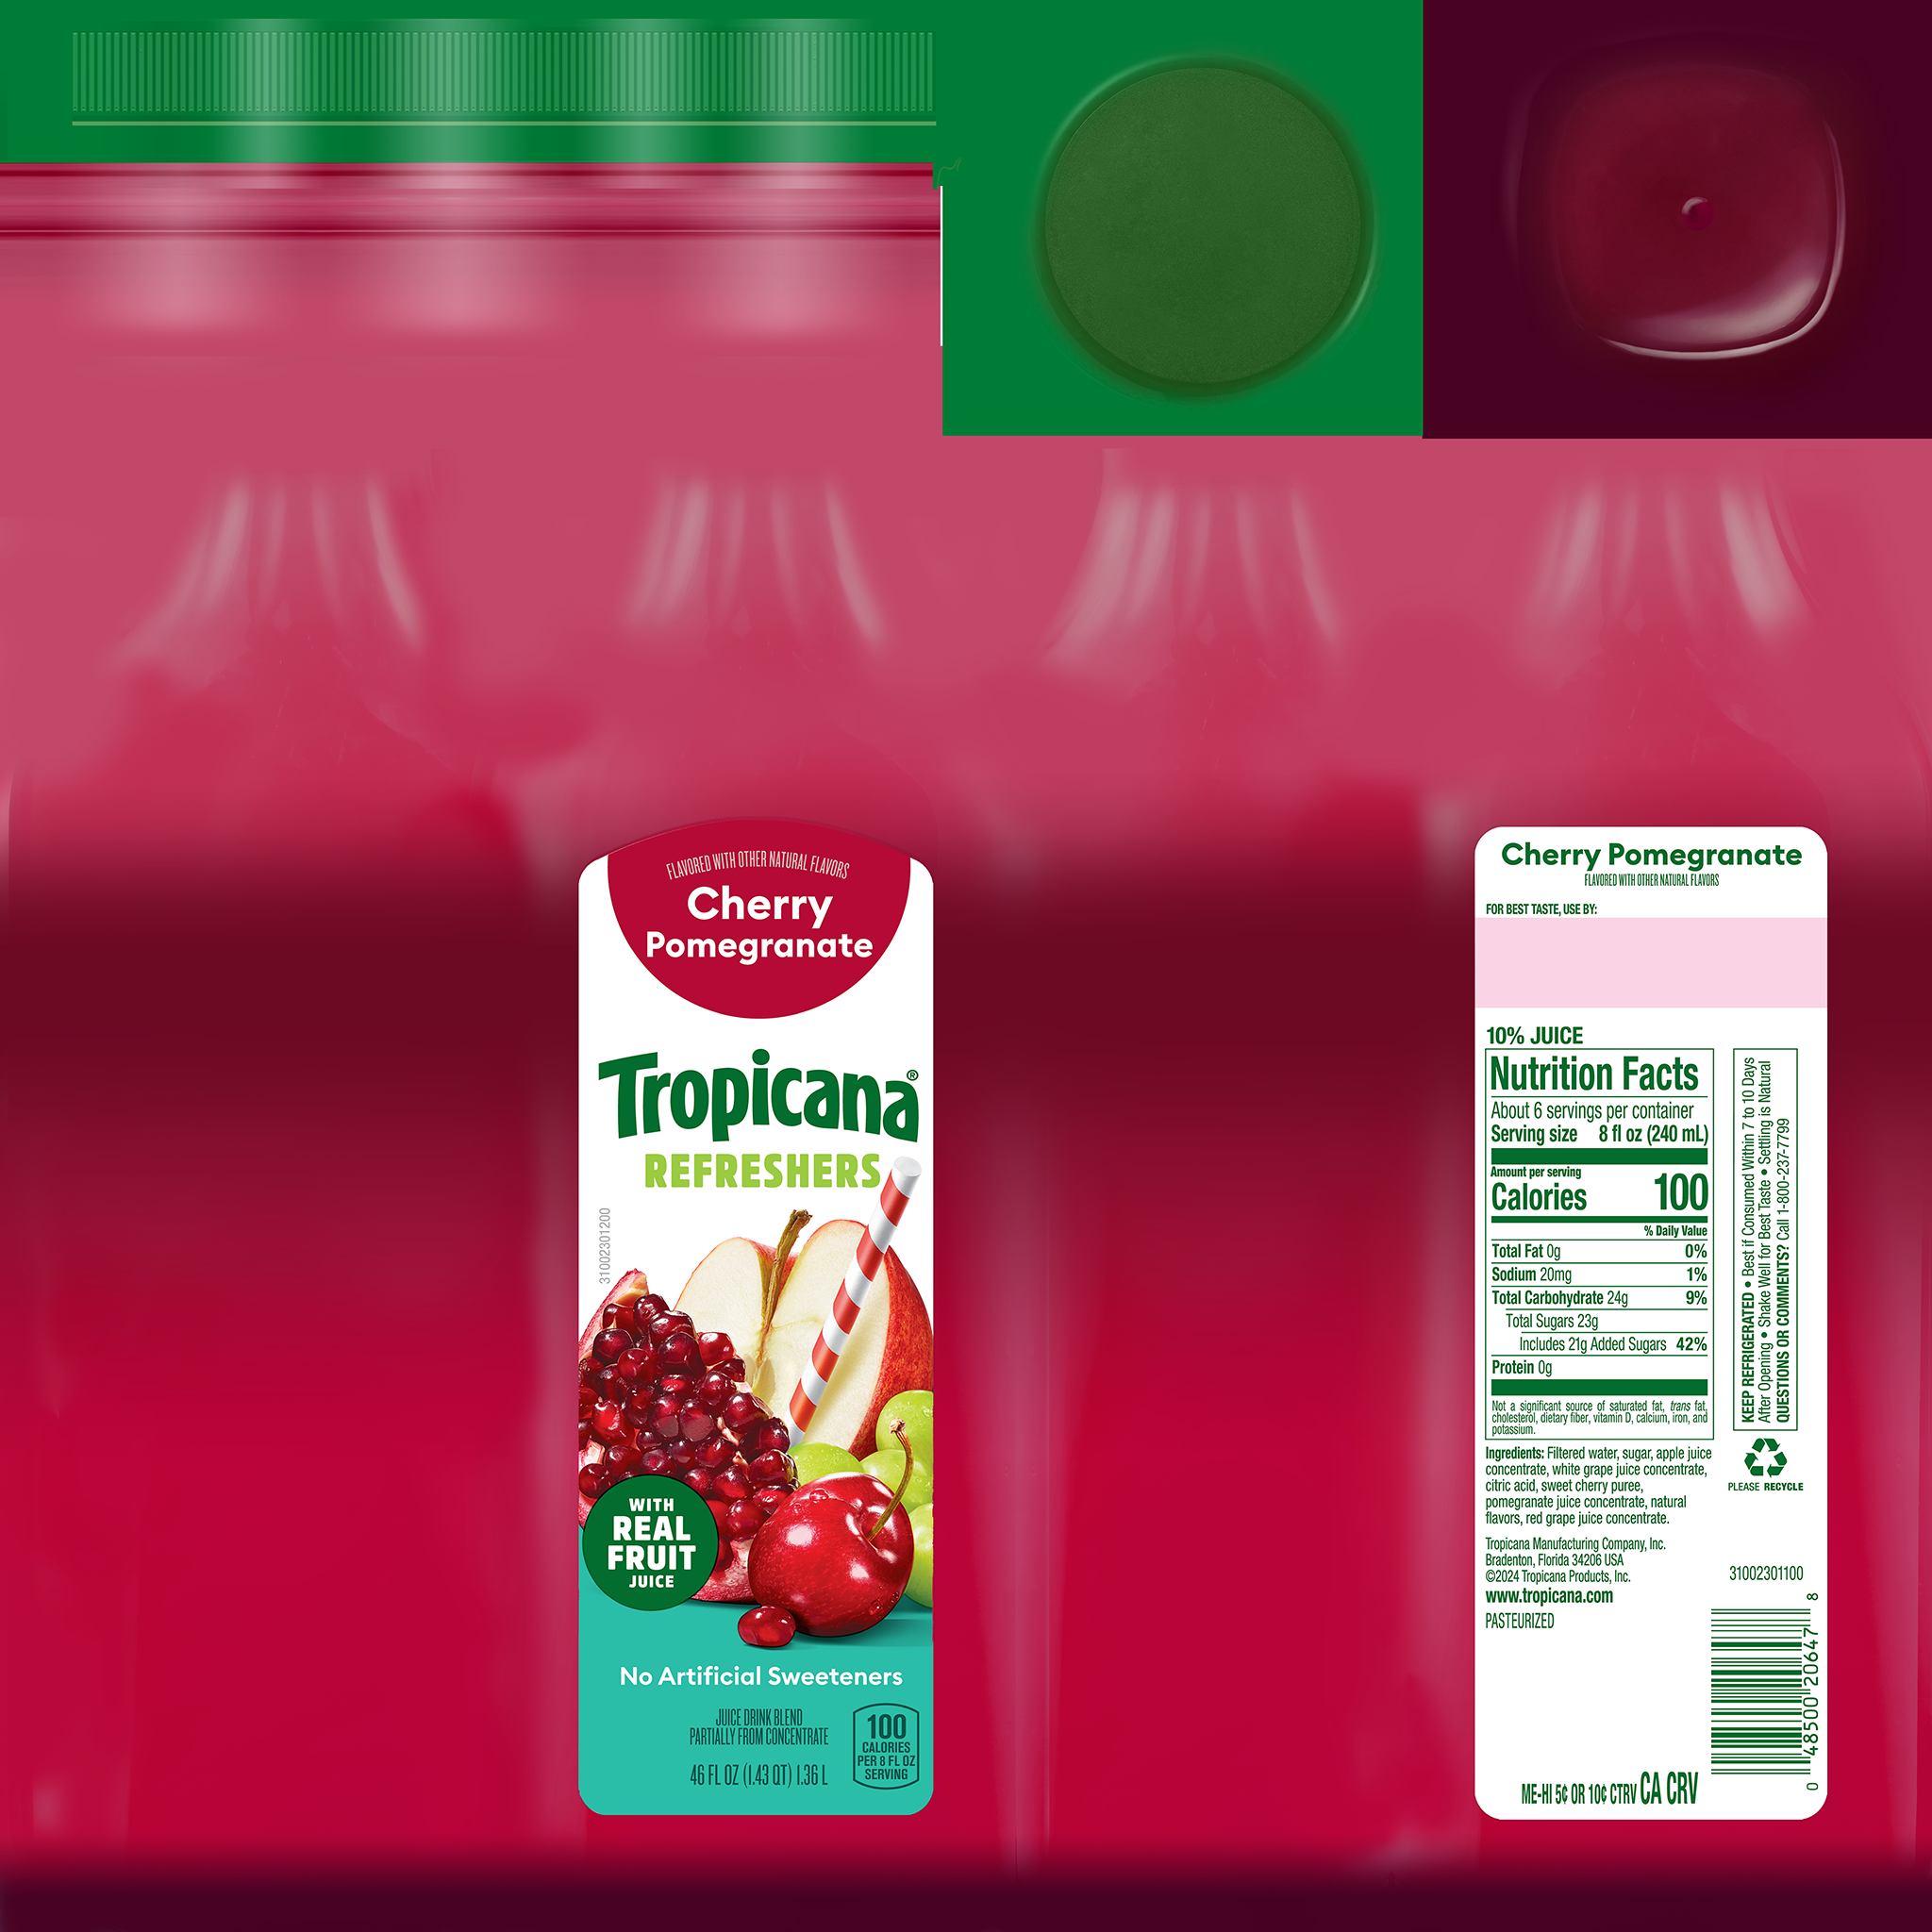 FLAVORED WITH OTHER NATURAL FLAVORS
Cherry
Pomegranate
Tropicana®
REFRESHERS
31002301200
WITH
REAL
FRUIT
JUICE
No Artificial Sweeteners
JUICE DRINK BLEND
PARTIALLY FROM CONCENTRATE
46 FL OZ (1.43 QT) 1.36 L
100
CALORIES
PER 8 FL OZ
SERVING
Cherry Pomegranate
FLAVORED WITH OTHER NATURAL FLAVORS
FOR BEST TASTE, USE BY:
10% JUICE
Nutrition Facts
About 6 servings per container
Serving size 8 fl oz (240 mL)
Amount per serving
Calories 100
% Daily Value
Total Fat 0g 0%
Sodium 20mg 1%
Total Carbohydrate 24g 9%
Total Sugars 23g
Includes 21g Added Sugars 42%
Protein 0g
Not a significant source of saturated fat, trans fat,
cholesterol, dietary fiber, vitamin D, calcium, iron, and
potassium.
Ingredients: Filtered water, sugar, apple juice
concentrate, white grape juice concentrate,
citric acid, sweet cherry puree,
pomegranate juice concentrate, natural
flavors, red grape juice concentrate.
Tropicana Manufacturing Company, Inc.
Bradenton, Florida 34206 USA
©2024 Tropicana Products, Inc.
www.tropicana.com
PASTEURIZED
KEEP REFRIGERATED • Best if Consumed Within 7 to 10 Days
After Opening • Shake Well for Best Taste • Settling is Natural
QUESTIONS OR COMMENTS? Call 1-800-237-7799
PLEASE RECYCLE
31002301100
0 48500 20647 8
ME-HI 5¢ OR 10¢ CTRV CA CRV